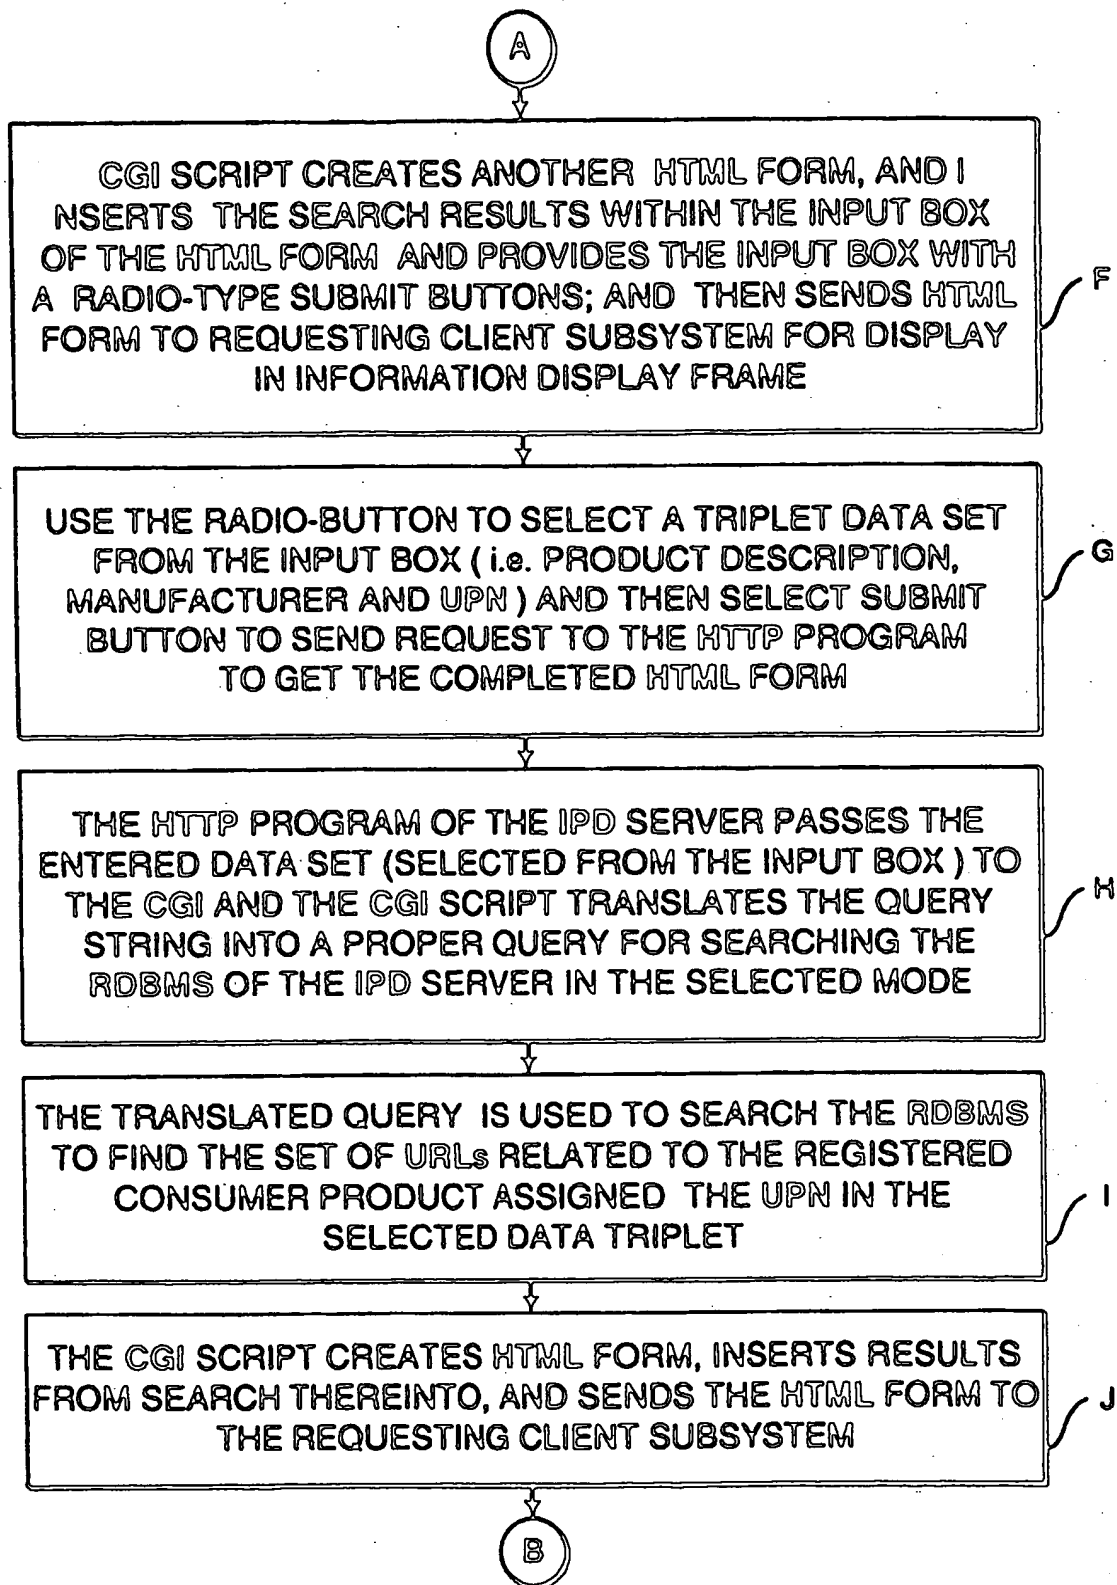 A
CGI SCRIPT CREATES ANOTHER HTML FORM, AND I
NSERTS THE SEARCH RESULTS WITHIN THE INPUT BOX
OF THE HTML FORM AND PROVIDES THE INPUT BOX WITH
A RADIO-TYPE SUBMIT BUTTONS; AND THEN SENDS HTML
FORM TO REQUESTING CLIENT SUBSYSTEM FOR DISPLAY
IN INFORMATION DISPLAY FRAME
F
USE THE RADIO-BUTTON TO SELECT A TRIPLET DATA SET
FROM THE INPUT BOX ( i.e. PRODUCT DESCRIPTION,
MANUFACTURER AND UPN ) AND THEN SELECT SUBMIT
BUTTON TO SEND REQUEST TO THE HTTP PROGRAM
TO GET THE COMPLETED HTML FORM
G
THE HTTP PROGRAM OF THE IPD SERVER PASSES THE
ENTERED DATA SET (SELECTED FROM THE INPUT BOX ) TO
THE CGI AND THE CGI SCRIPT TRANSLATES THE QUERY
STRING INTO A PROPER QUERY FOR SEARCHING THE
RDBMS OF THE IPD SERVER IN THE SELECTED MODE
H
THE TRANSLATED QUERY IS USED TO SEARCH THE RDBMS
TO FIND THE SET OF URLs RELATED TO THE REGISTERED
CONSUMER PRODUCT ASSIGNED THE UPN IN THE
SELECTED DATA TRIPLET
I
THE CGI SCRIPT CREATES HTML FORM, INSERTS RESULTS
FROM SEARCH THEREINTO, AND SENDS THE HTML FORM TO
THE REQUESTING CLIENT SUBSYSTEM
J
B